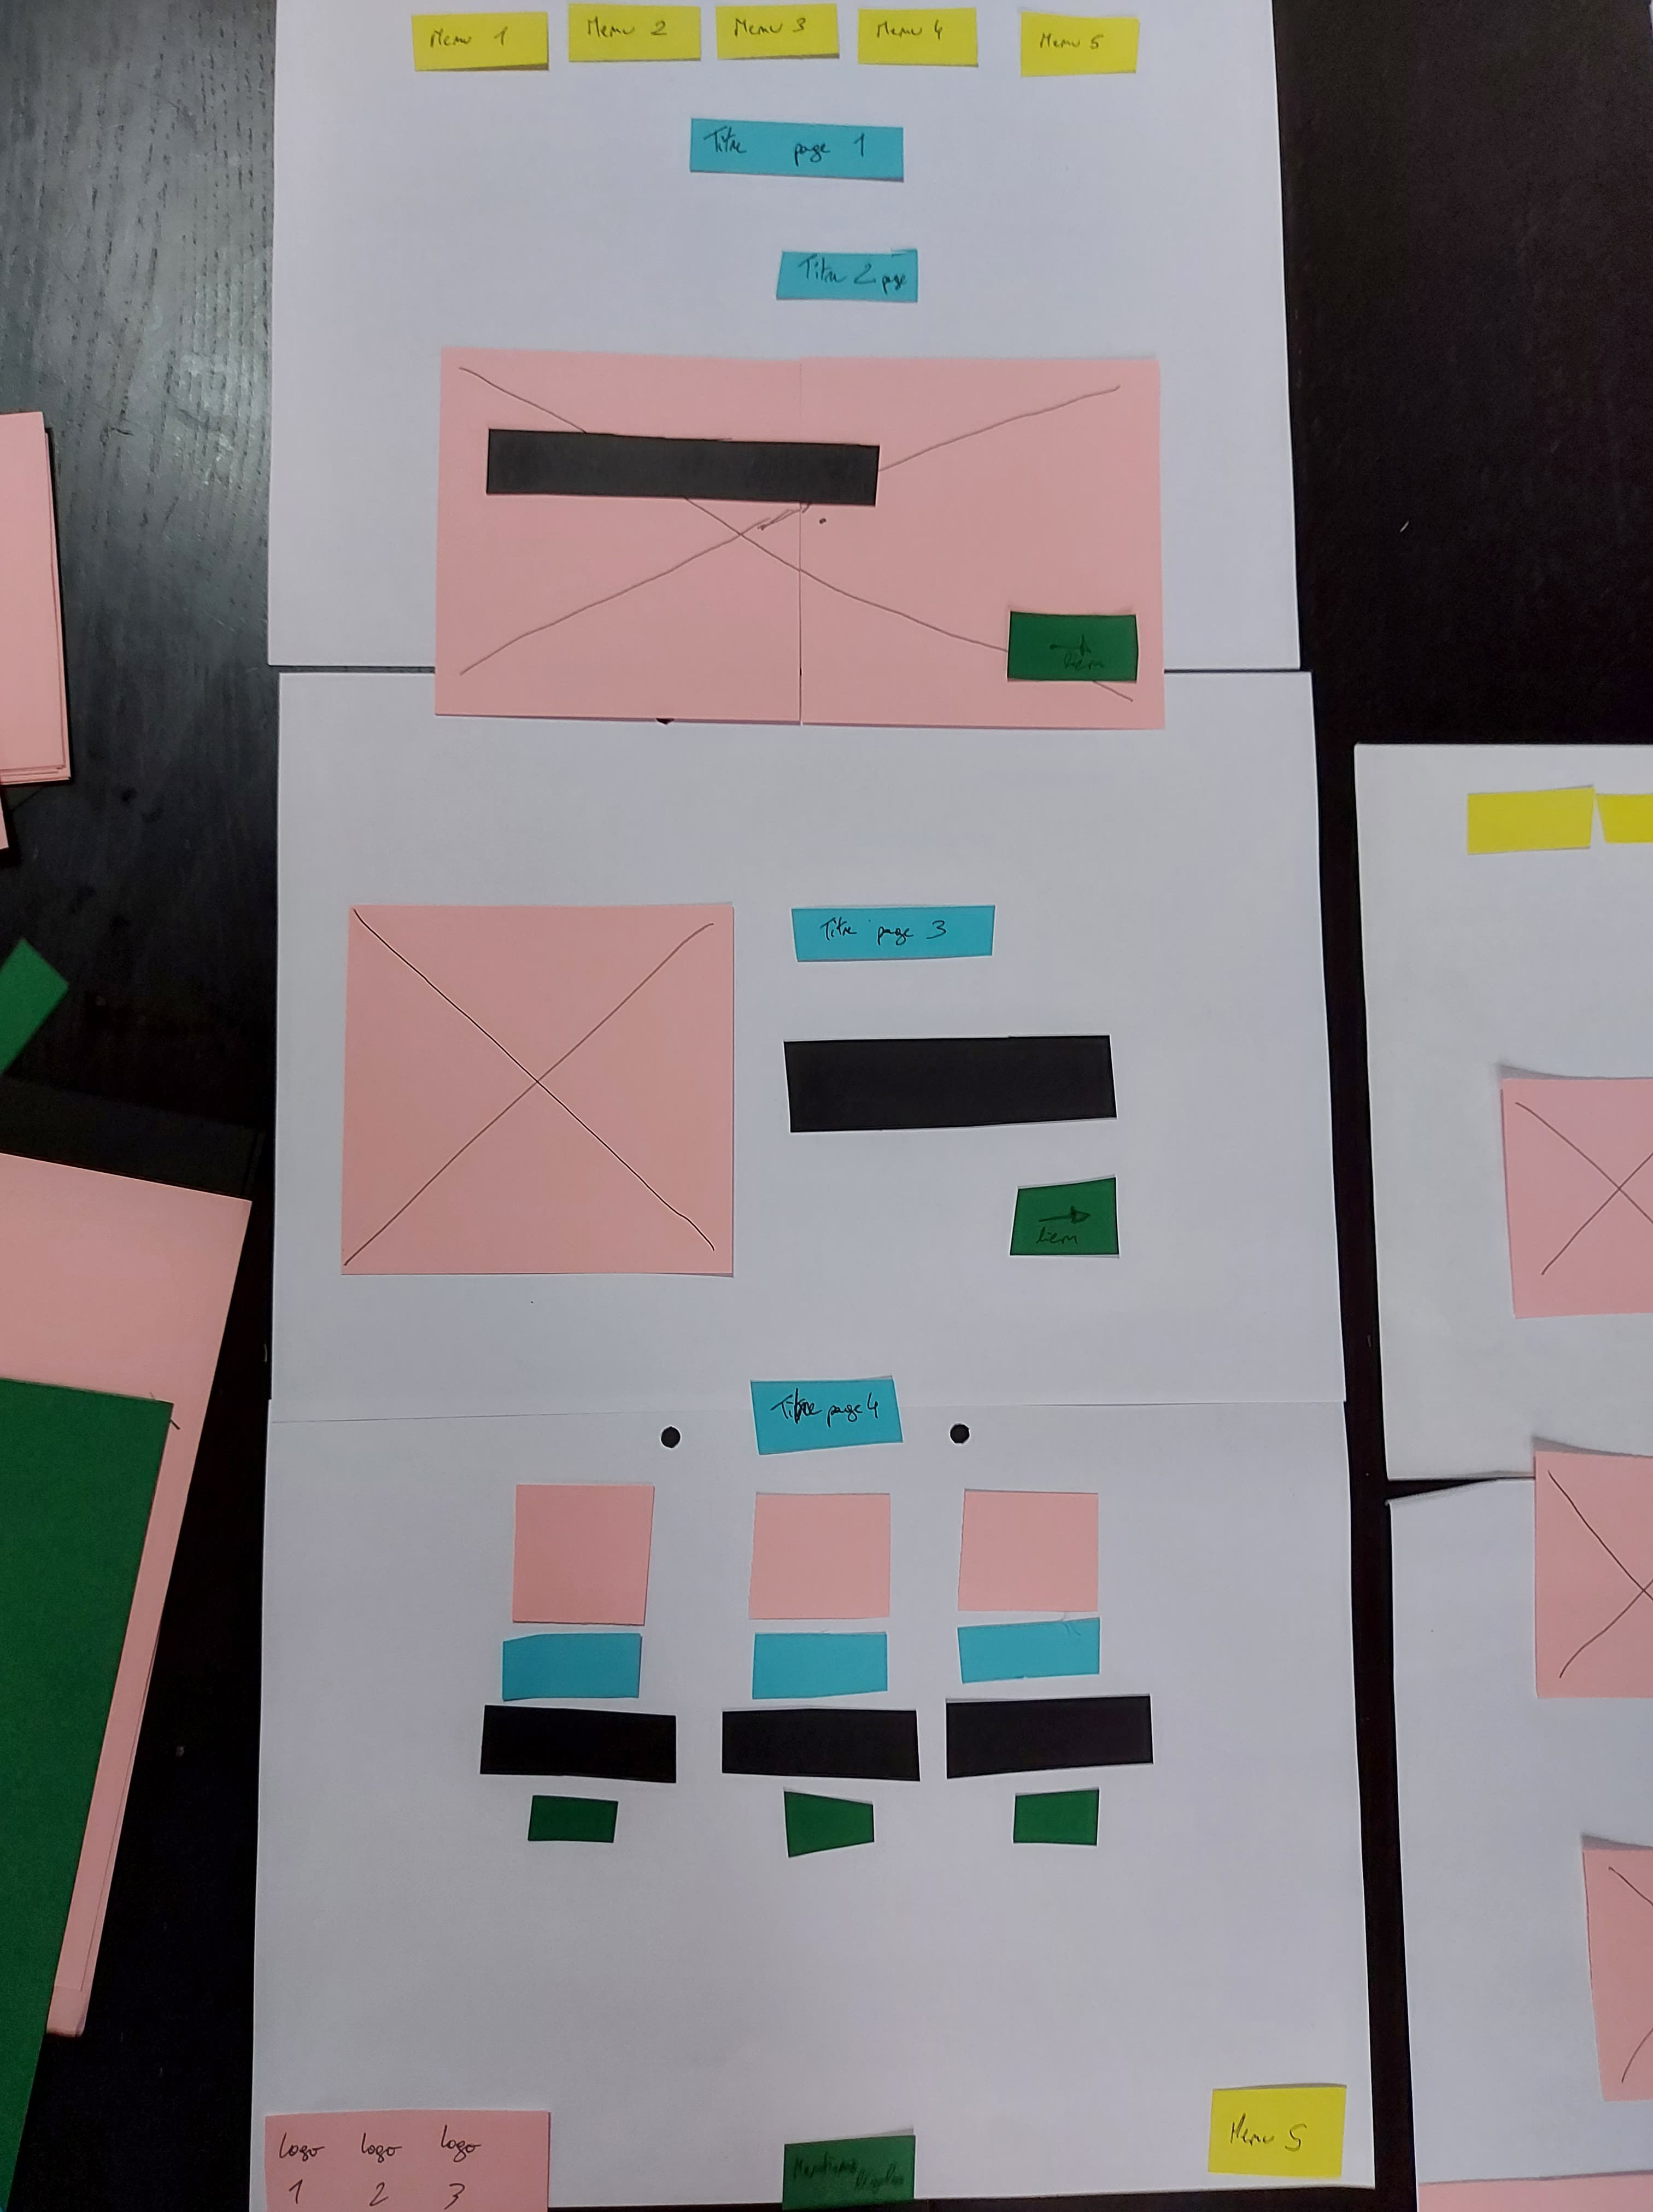 Menu 1
Menu 2
Menu 3
Menu 4
Menu 5
Titre page 1
Titre 2 page
lien
Titre page 3
lien
Titre page 4
Logo Logo Logo
1 2 3
Mentions légales
Menu 5